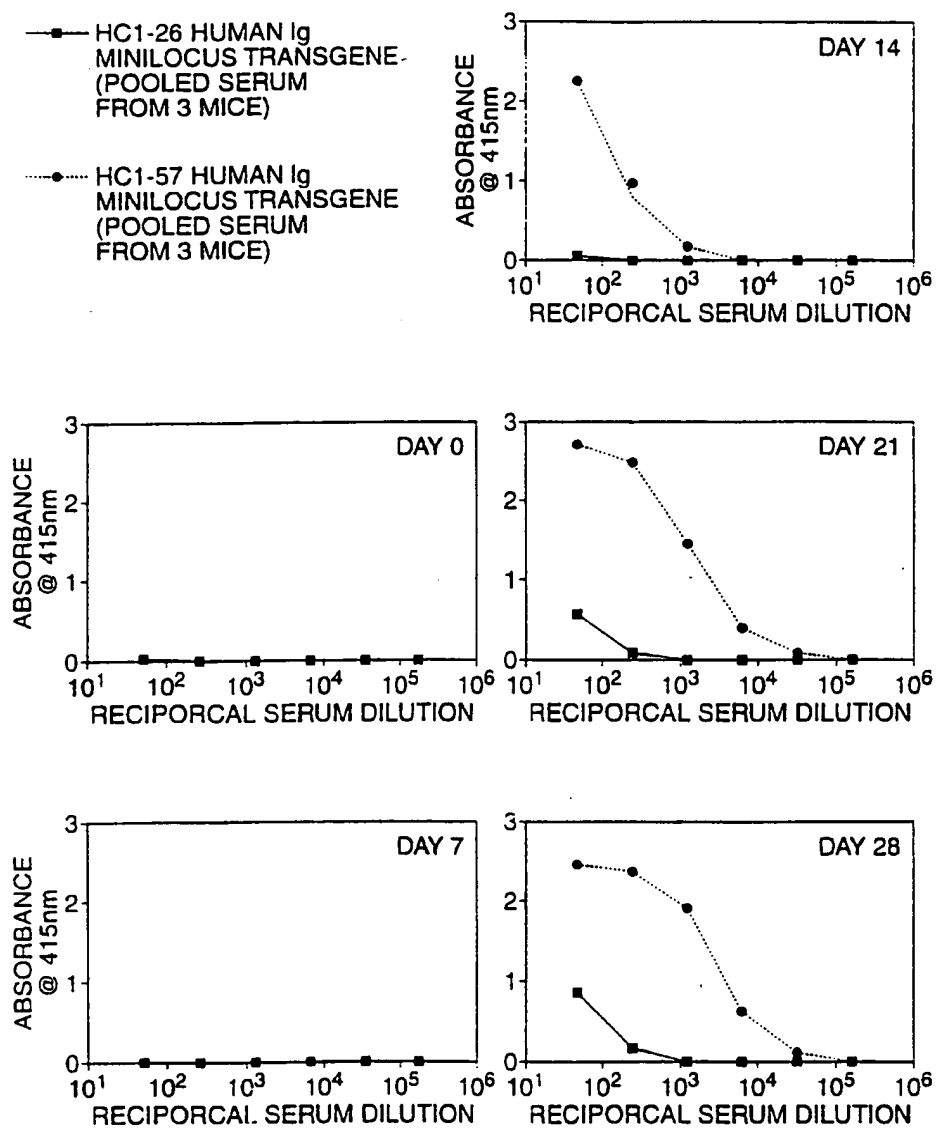 HC1-26 HUMAN Ig
MINILOCUS TRANSGENE
(POOLED SERUM
FROM 3 MICE)
HC1-57 HUMAN Ig
MINILOCUS TRANSGENE
(POOLED SERUM
FROM 3 MICE)
DAY 14
ABSORBANCE
@ 415nm
3
2
1
0
10¹ 10² 10³ 10⁴ 10⁵ 10⁶
RECIPORCAL SERUM DILUTION
DAY 0
ABSORBANCE
@ 415nm
3
2
1
0
10¹ 10² 10³ 10⁴ 10⁵ 10⁶
RECIPORCAL SERUM DILUTION
DAY 21
3
2
1
0
10¹ 10² 10³ 10⁴ 10⁵ 10⁶
RECIPORCAL SERUM DILUTION
DAY 7
ABSORBANCE
@ 415nm
3
2
1
0
10¹ 10² 10³ 10⁴ 10⁵ 10⁶
RECIPORCAL SERUM DILUTION
DAY 28
3
2
1
0
10¹ 10² 10³ 10⁴ 10⁵ 10⁶
RECIPORCAL SERUM DILUTION